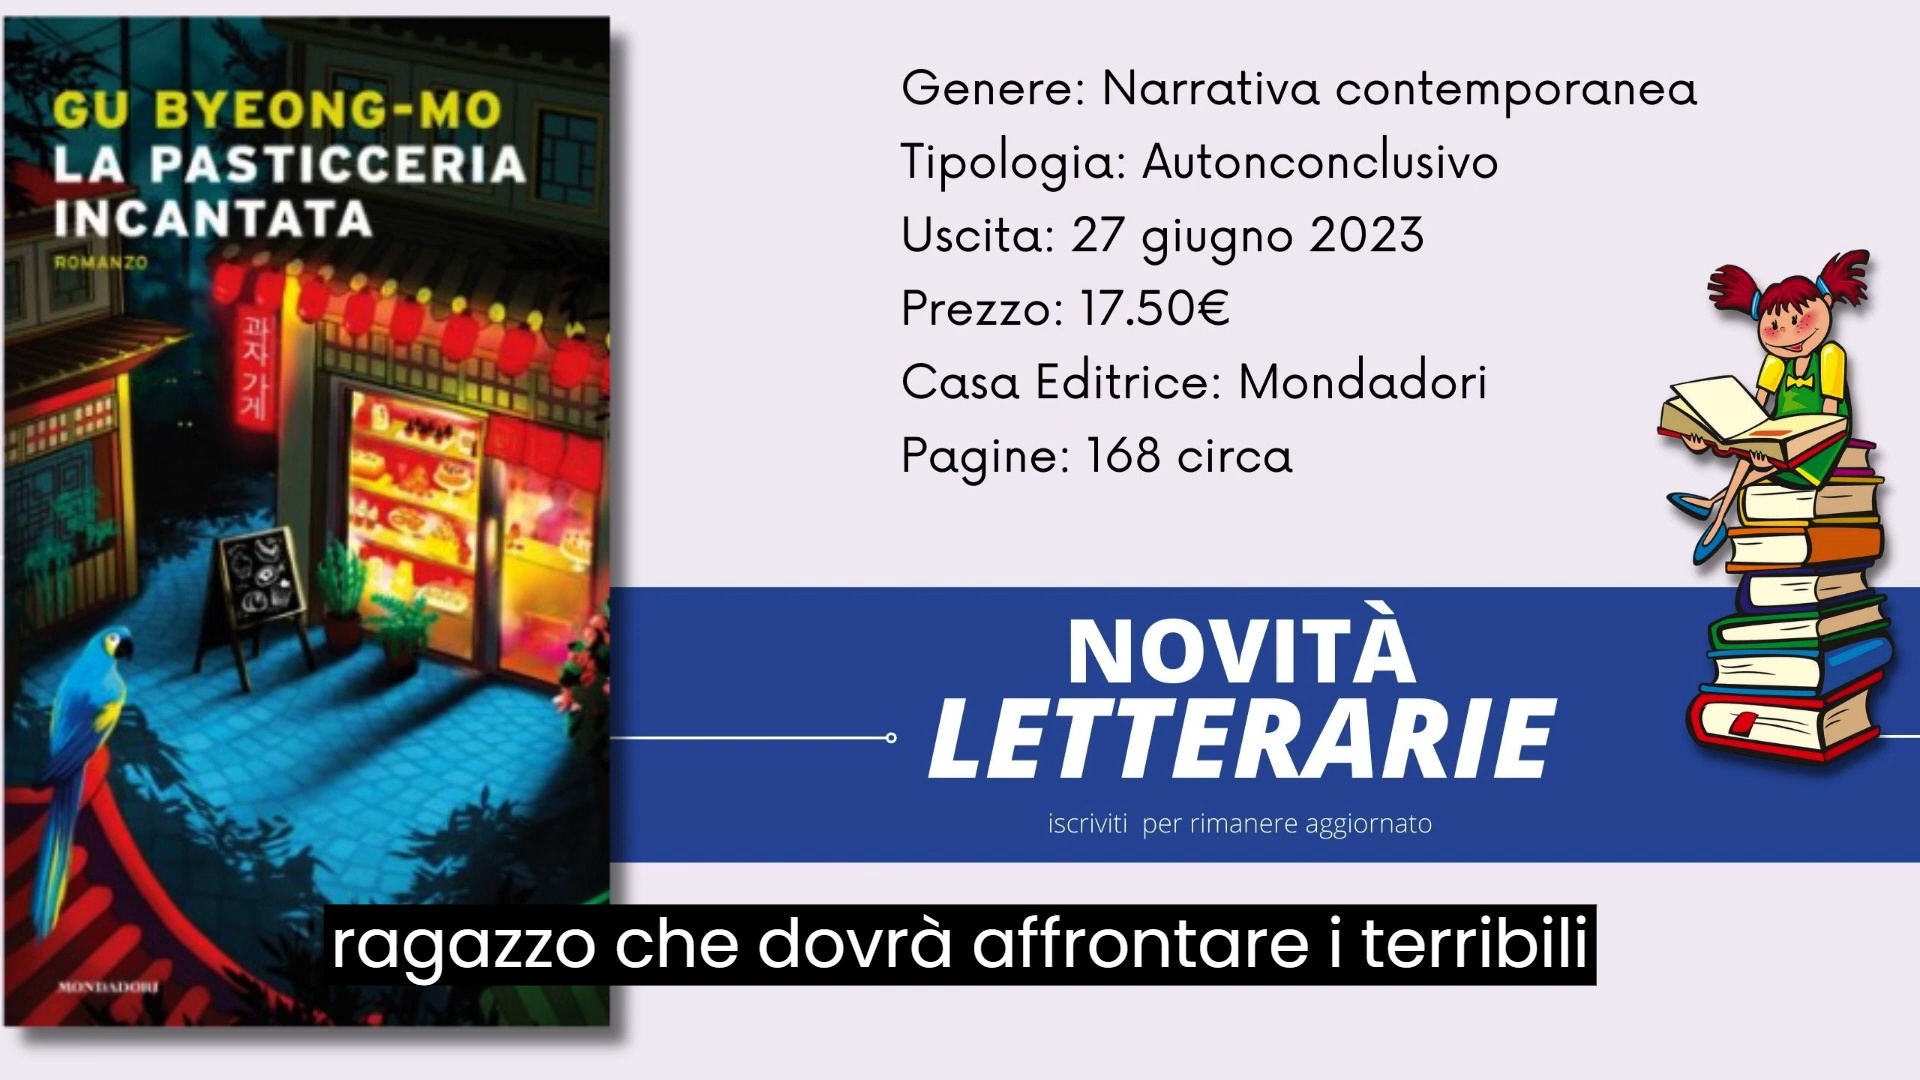 GU BYEONG-MO
LA PASTICCERIA
INCANTATA
ROMANZO
과자 가게
MONDADORI
Genere: Narrativa contemporanea
Tipologia: Autonconclusivo
Uscita: 27 giugno 2023
Prezzo: 17.50€
Casa Editrice: Mondadori
Pagine: 168 circa
NOVITÀ
LETTERARIE
iscriviti per rimanere aggiornato
ragazzo che dovrà affrontare i terribili